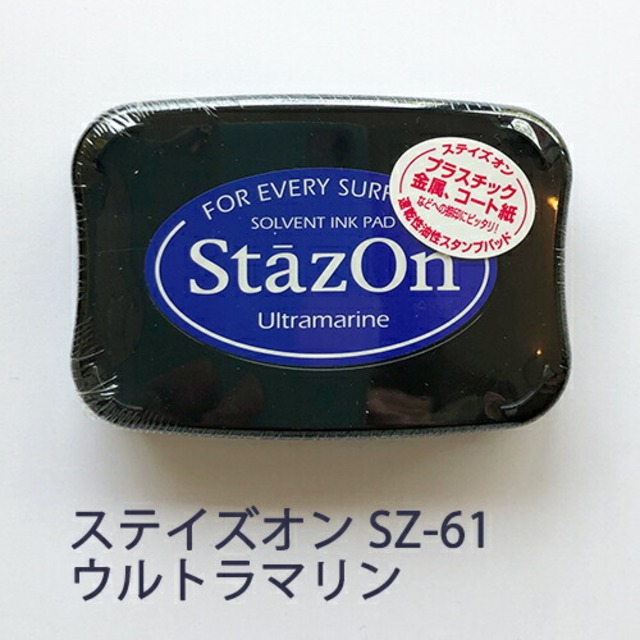 FOR EVERY SURF
SOLVENT INK PAD
StāzOn
Ultramarine
ステイズオン
プラスチック
金属、コート紙
などへの捺印にピッタリ!
速乾性油性スタンプパッド
ステイズオン SZ-61
ウルトラマリン